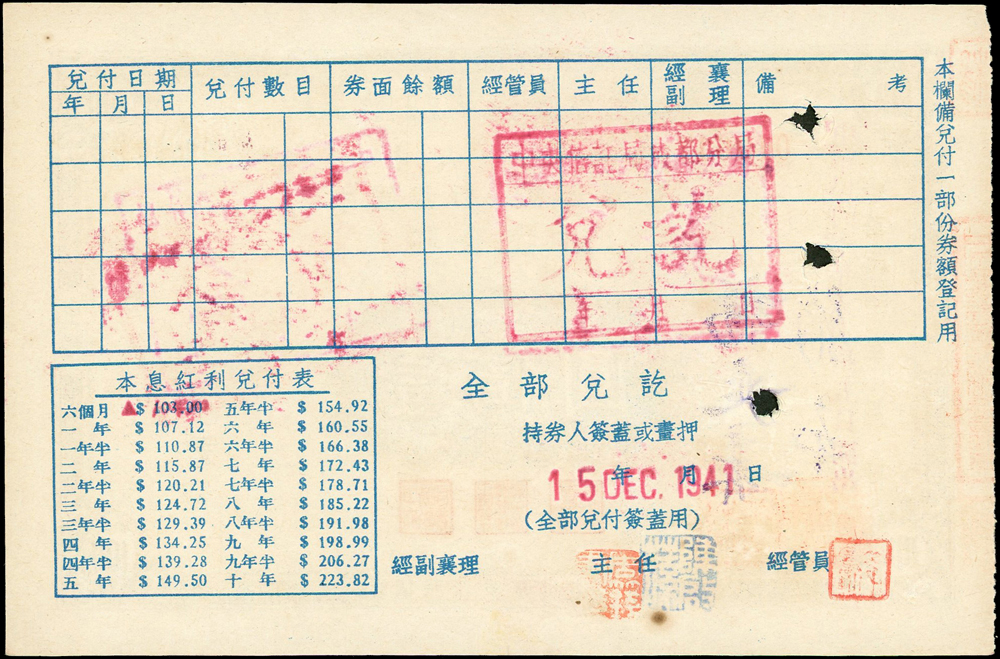 兌付日期 兌付數目 券面餘額 經管員 主任 經副襄理 備考
年 月 日
本欄備兌付一部份券額登記用
兌訖
本息紅利兌付表
六個月 $ 103.00 五年半 $ 154.92
一年 $ 107.12 六年 $ 160.55
一年半 $ 110.87 六年半 $ 166.38
二年 $ 115.87 七年 $ 172.43
二年半 $ 120.21 七年半 $ 178.71
三年 $ 124.72 八年 $ 185.22
三年半 $ 129.39 八年半 $ 191.98
四年 $ 134.25 九年 $ 198.99
四年半 $ 139.28 九年半 $ 206.27
五年 $ 149.50 十年 $ 223.82
全部兌訖
持券人簽蓋或畫押
年 月 日
15 DEC. 1941
(全部兌付簽蓋用)
經副襄理 主任 經管員